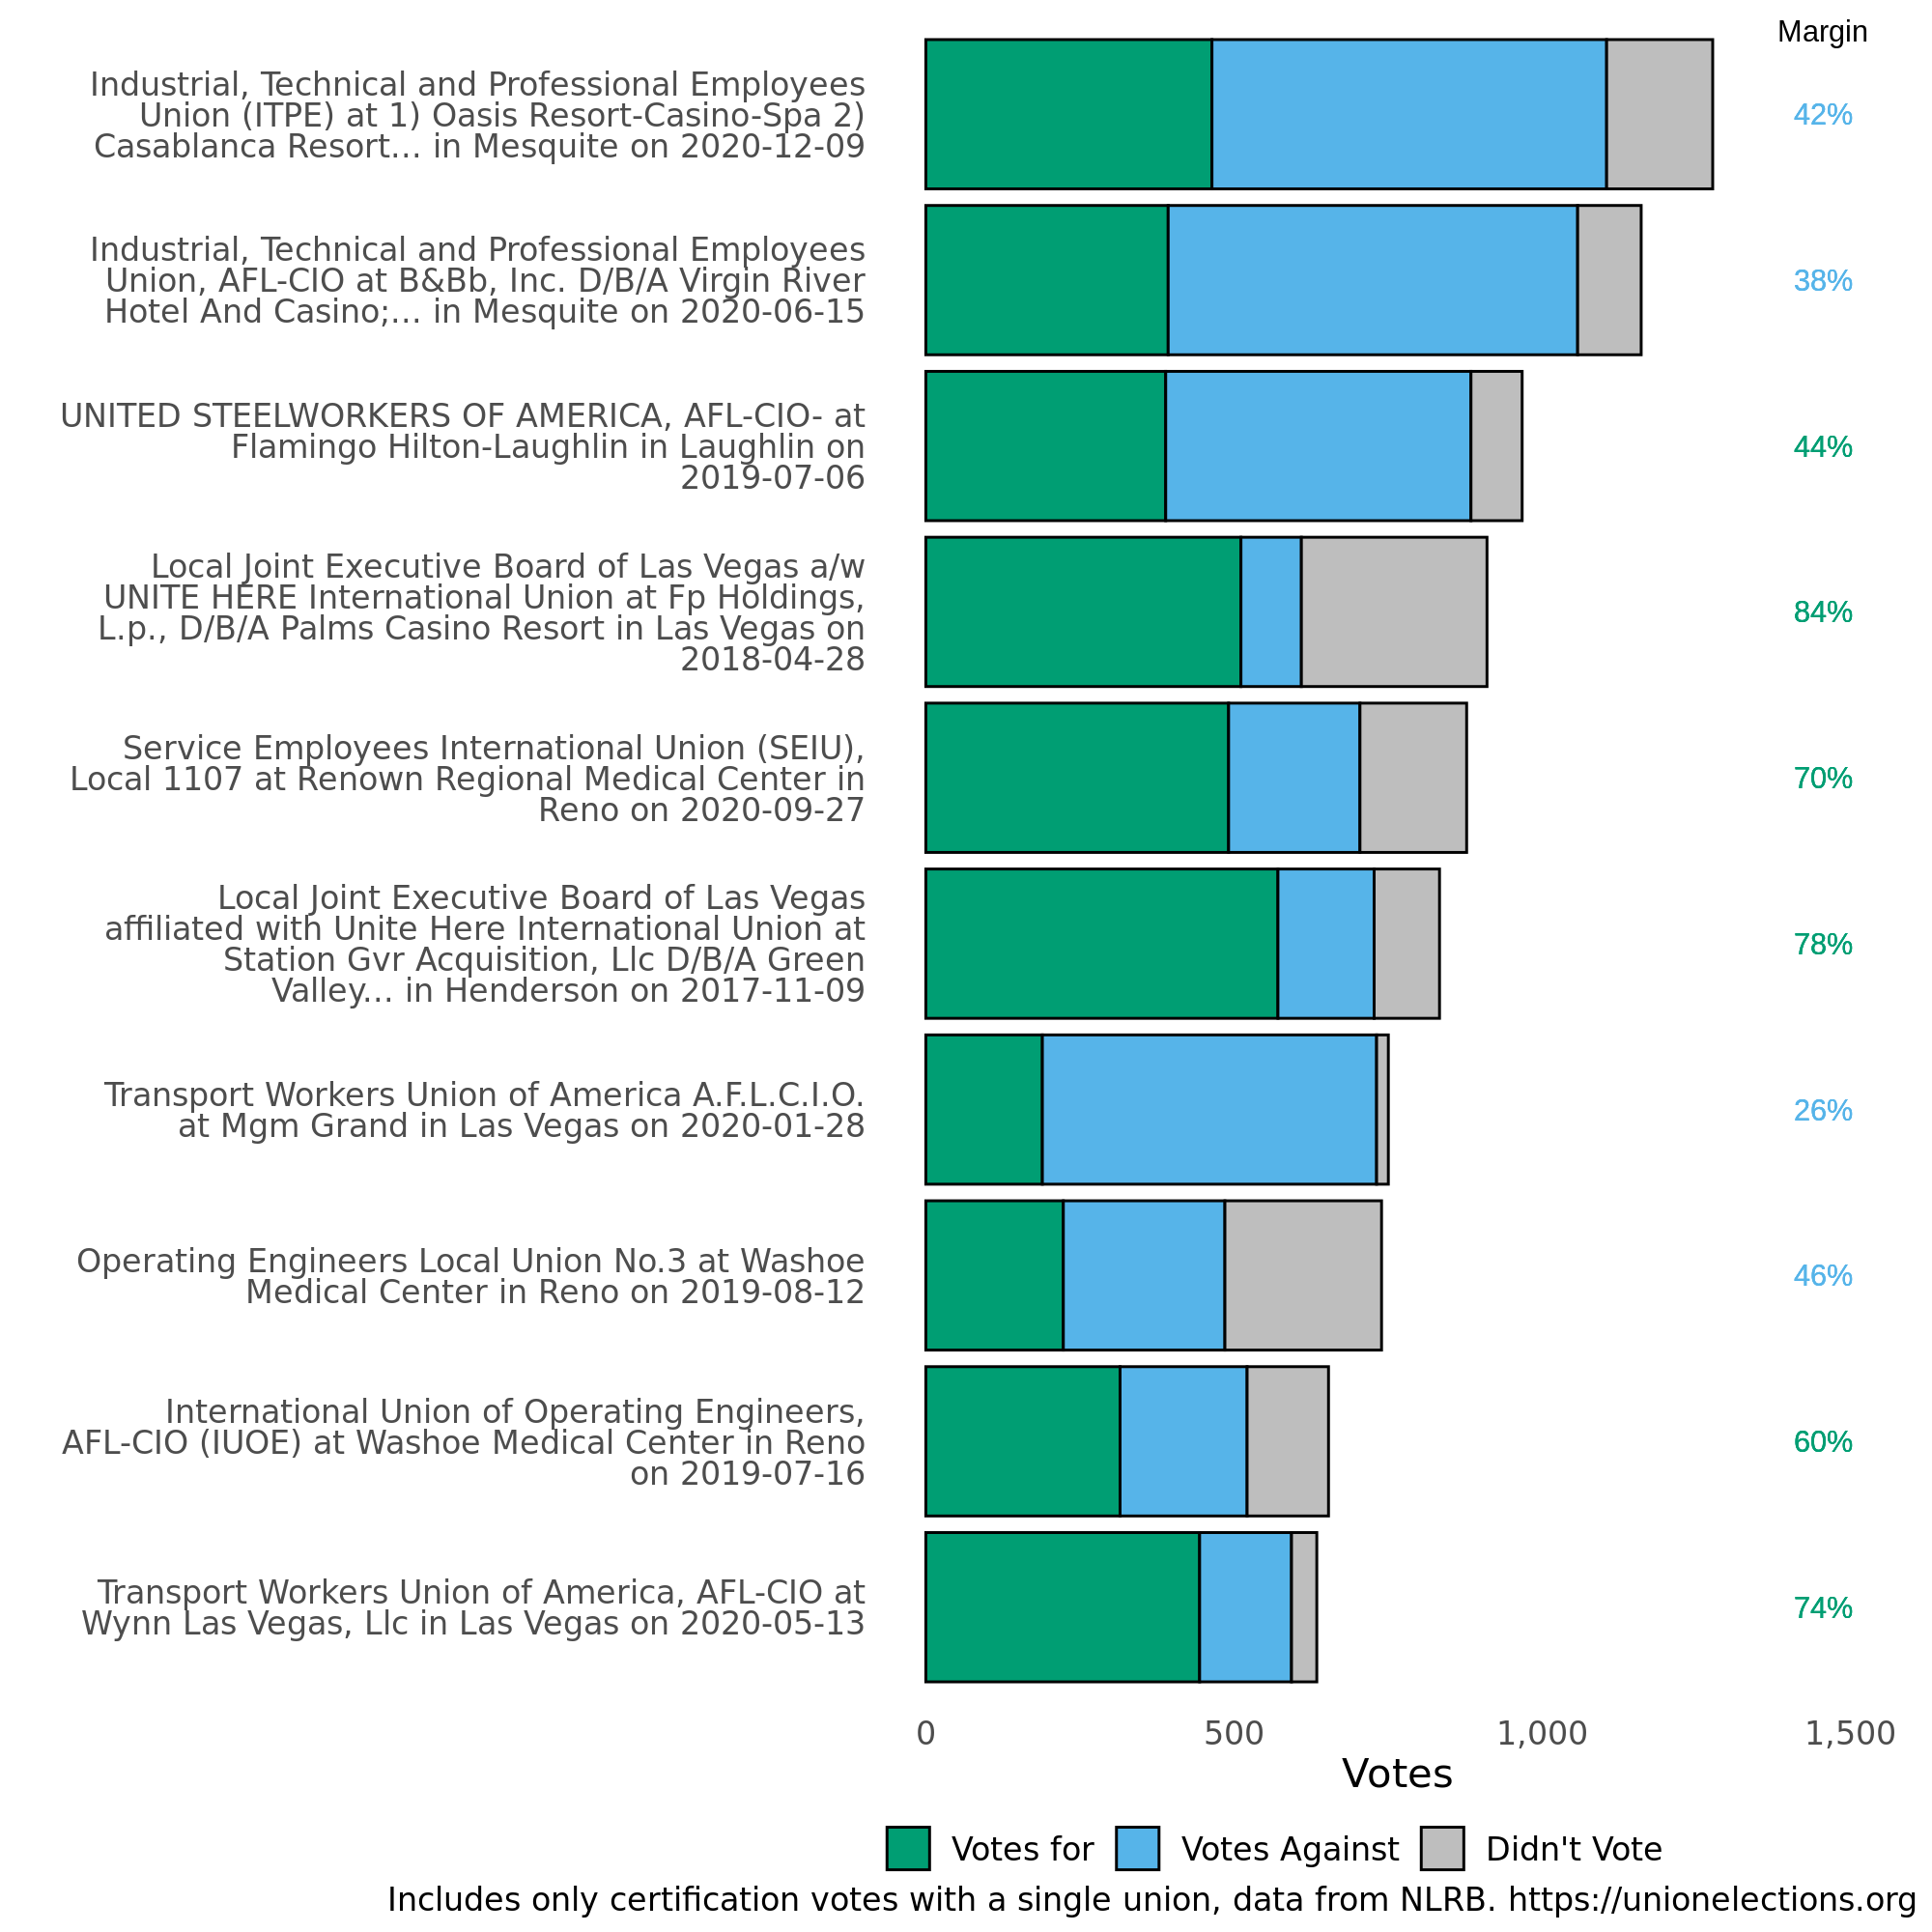 Margin
Industrial, Technical and Professional Employees
Union (ITPE) at 1) Oasis Resort-Casino-Spa 2)
Casablanca Resort... in Mesquite on 2020-12-09
42%
Industrial, Technical and Professional Employees
Union, AFL-CIO at B&Bb, Inc. D/B/A Virgin River
Hotel And Casino;... in Mesquite on 2020-06-15
38%
UNITED STEELWORKERS OF AMERICA, AFL-CIO- at
Flamingo Hilton-Laughlin in Laughlin on
2019-07-06
44%
Local Joint Executive Board of Las Vegas a/w
UNITE HERE International Union at Fp Holdings,
L.p., D/B/A Palms Casino Resort in Las Vegas on
2018-04-28
84%
Service Employees International Union (SEIU),
Local 1107 at Renown Regional Medical Center in
Reno on 2020-09-27
70%
Local Joint Executive Board of Las Vegas
affiliated with Unite Here International Union at
Station Gvr Acquisition, Llc D/B/A Green
Valley... in Henderson on 2017-11-09
78%
Transport Workers Union of America A.F.L.C.I.O.
at Mgm Grand in Las Vegas on 2020-01-28
26%
Operating Engineers Local Union No.3 at Washoe
Medical Center in Reno on 2019-08-12
46%
International Union of Operating Engineers,
AFL-CIO (IUOE) at Washoe Medical Center in Reno
on 2019-07-16
60%
Transport Workers Union of America, AFL-CIO at
Wynn Las Vegas, Llc in Las Vegas on 2020-05-13
74%
0 500 1,000 1,500
Votes
Votes for Votes Against Didn't Vote
Includes only certification votes with a single union, data from NLRB. https://unionelections.org